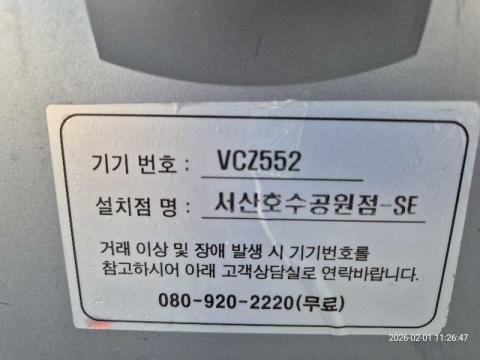 기기 번호 : VCZ552
설치점 명 : 서산호수공원점-SE
거래 이상 및 장애 발생 시 기기번호를
참고하시어 아래 고객상담실로 연락바랍니다.
080-920-2220(무료)
2026-02-01 11:26:47